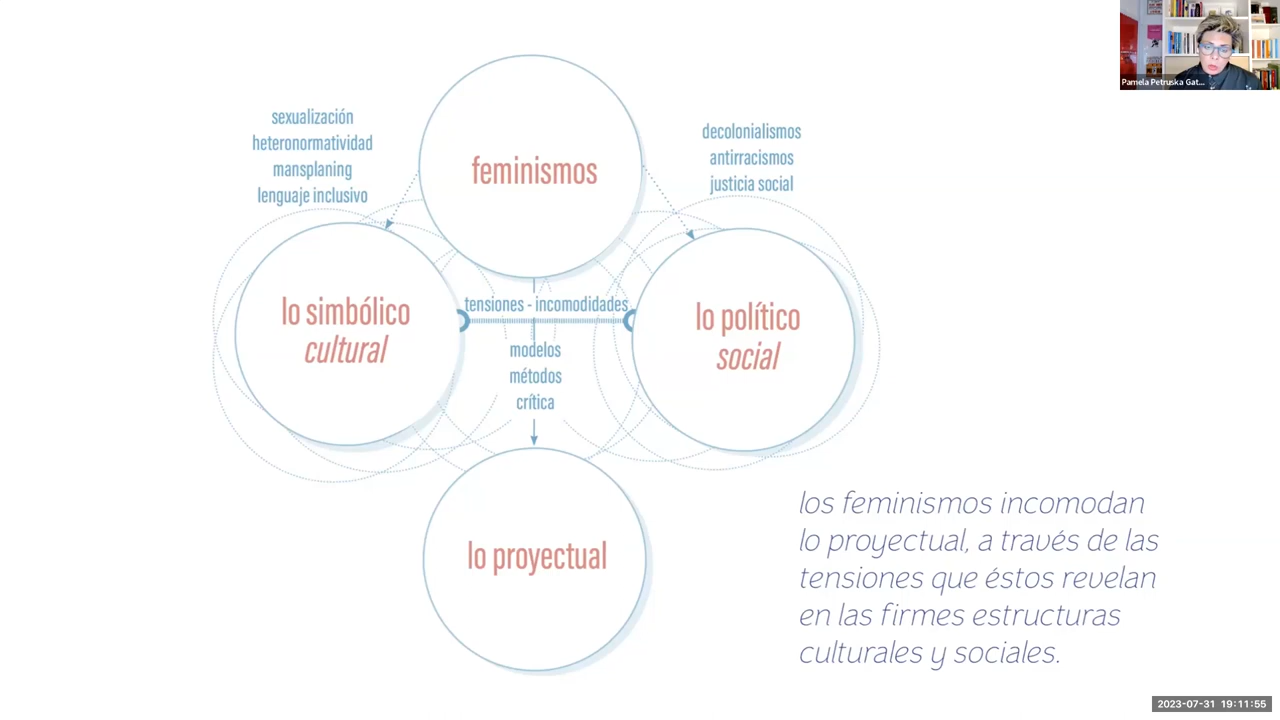 feminismos
sexualización
heteronormatividad
mansplaning
lenguaje inclusivo
decolonialismos
antirracismos
justicia social
lo simbólico
cultural
tensiones - incomodidades
lo político
social
modelos
métodos
crítica
lo proyectual
los feminismos incomodan
lo proyectual, a través de las
tensiones que éstos revelan
en las firmes estructuras
culturales y sociales.
Pamela Petruska Gat...
2023-07-31 19:11:55